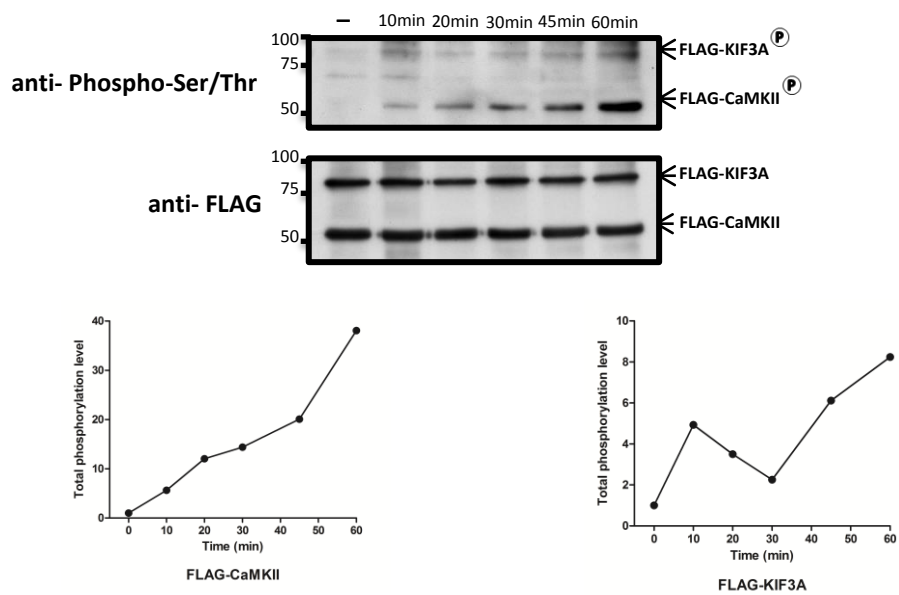 – 10min 20min 30min 45min 60min
anti- Phospho-Ser/Thr
100
75
50
FLAG-KIF3A P
FLAG-CaMKII P
anti- FLAG
100
75
50
FLAG-KIF3A
FLAG-CaMKII
Total phosphorylation level
40
30
20
10
0
0 10 20 30 40 50 60
Time (min)
FLAG-CaMKII
Total phosphorylation level
10
8
6
4
2
0
0 10 20 30 40 50 60
Time (min)
FLAG-KIF3A